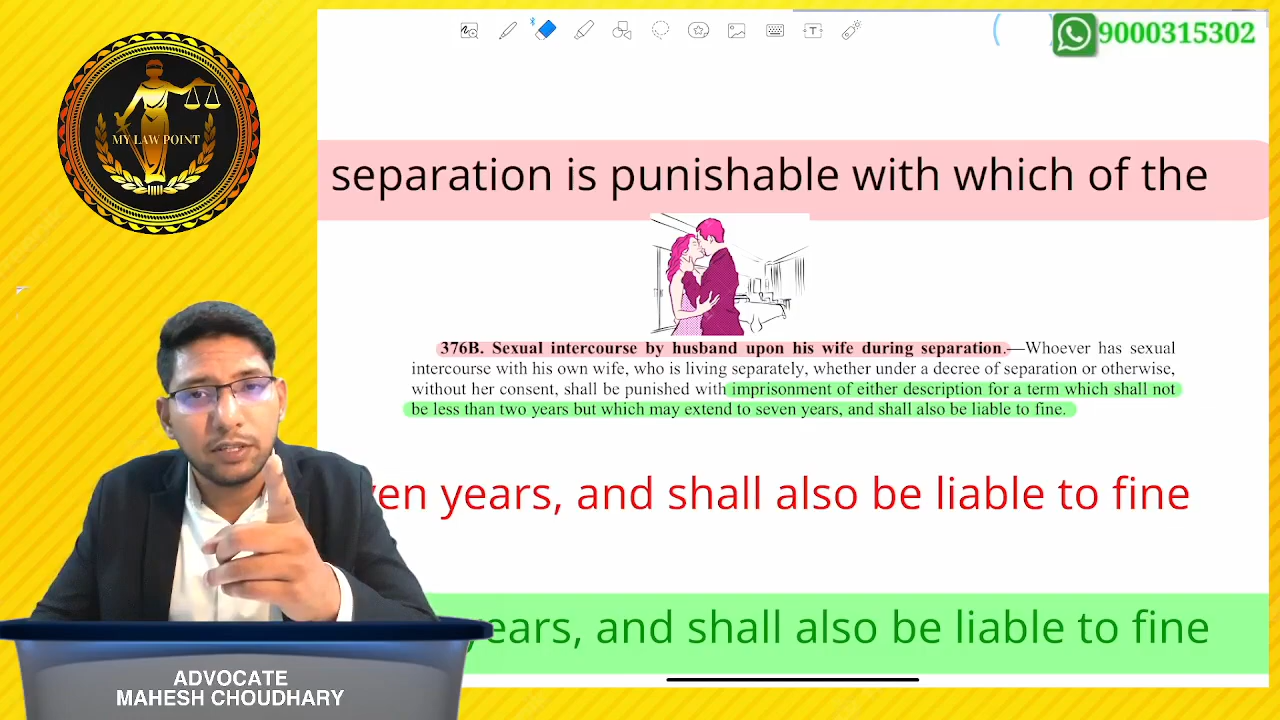 9000315302
MY LAW POINT
separation is punishable with which of the
376B. Sexual intercourse by husband upon his wife during separation.—Whoever has sexual
intercourse with his own wife, who is living separately, whether under a decree of separation or otherwise,
without her consent, shall be punished with imprisonment of either description for a term which shall not
be less than two years but which may extend to seven years, and shall also be liable to fine.
years, and shall also be liable to fine
years, and shall also be liable to fine
ADVOCATE
MAHESH CHOUDHARY